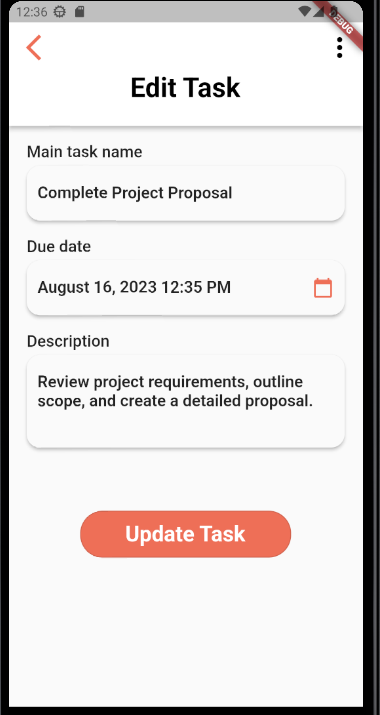 12:36
Edit Task
Main task name
Complete Project Proposal
Due date
August 16, 2023 12:35 PM
Description
Review project requirements, outline
scope, and create a detailed proposal.
Update Task